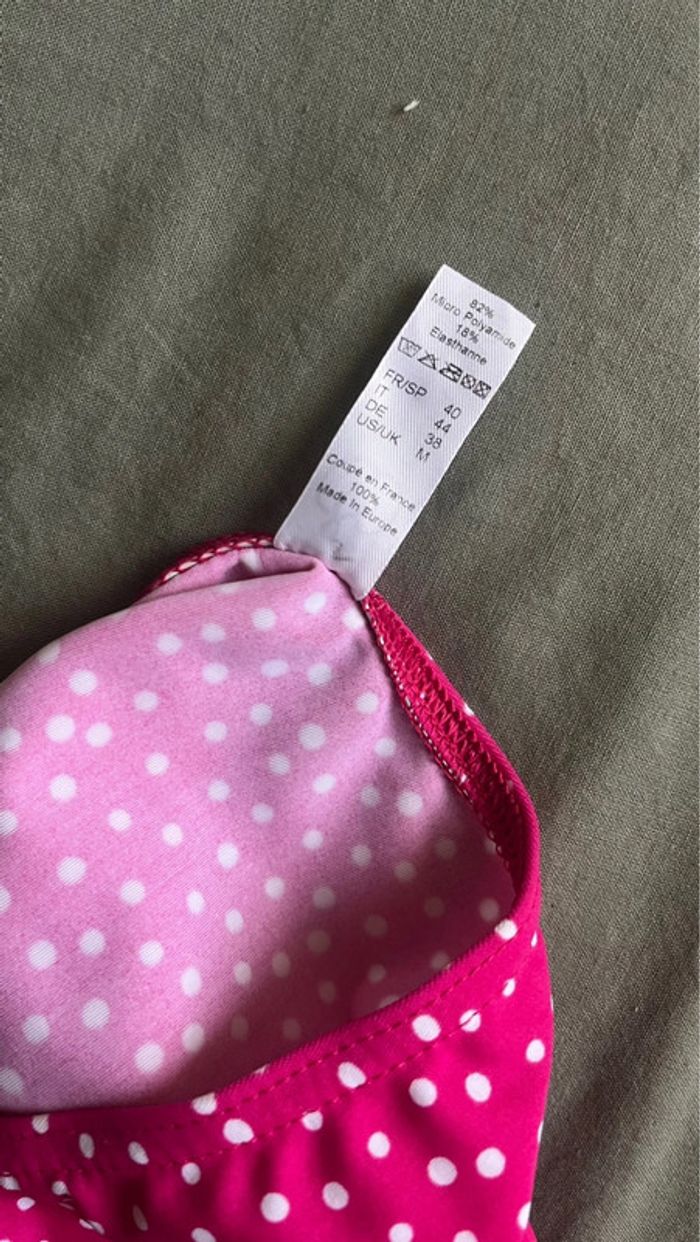 82%
Micro Polyamide
18%
Elasthanne
FR/SP 40
IT 44
DE 38
US/UK M
Coupé en France
100%
Made in Europe